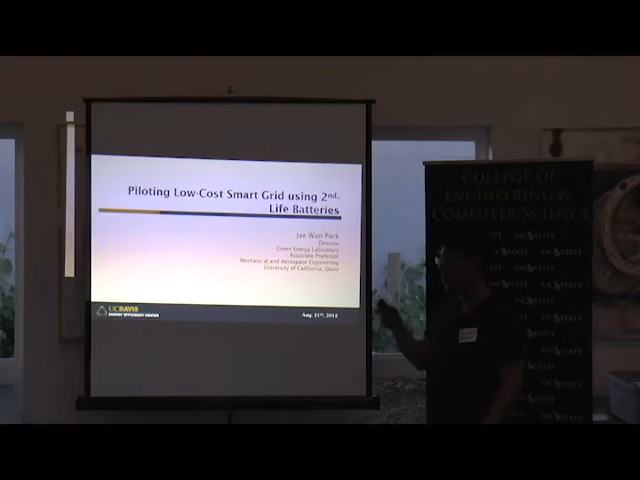 Piloting Low-Cost Smart Grid using 2nd-
Life Batteries
Jae Wan Park
Director
Green Energy Laboratory
Associate Professor
Mechanical and Aerospace Engineering
University of California, Davis
UCDAVIS
ENERGY EFFICIENCY CENTER
Aug. 21st, 2018
COLLEGE OF
ENGINEERING &
COMPUTER SCIENCE